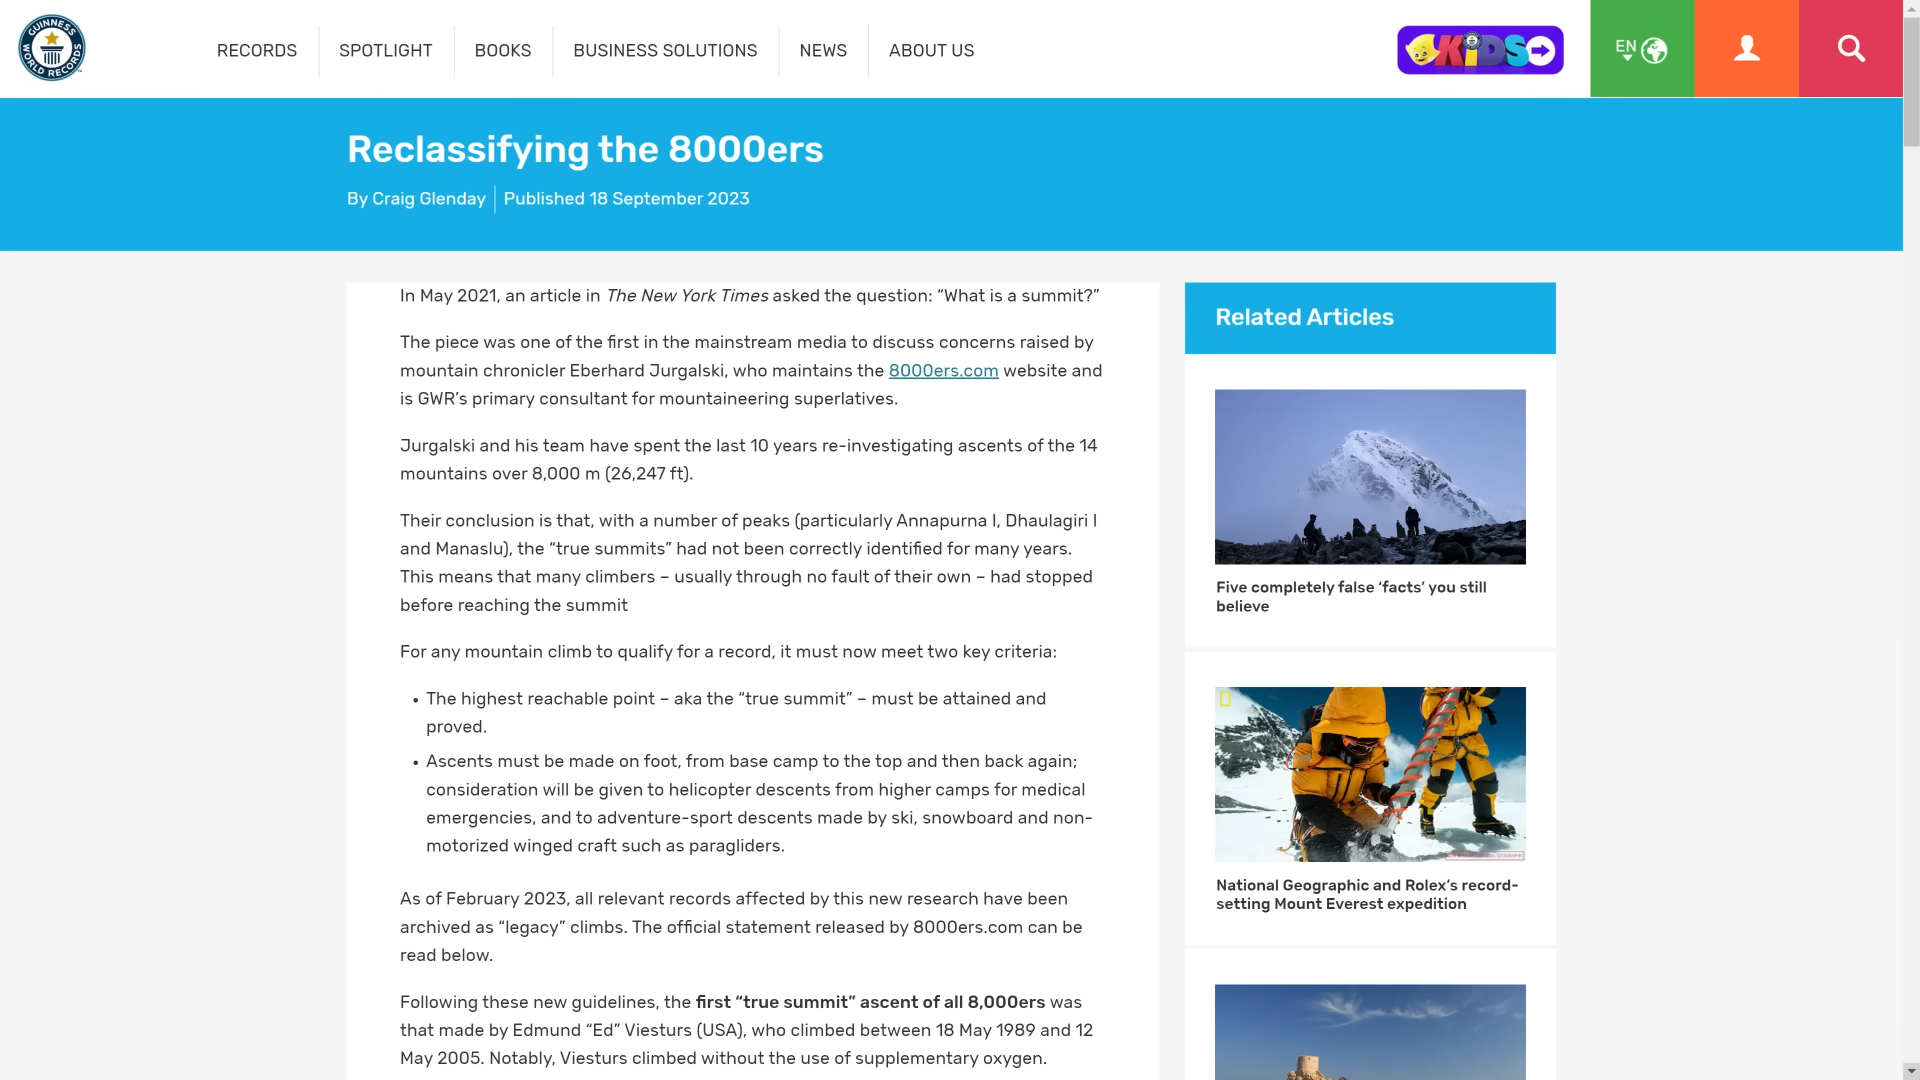 GUINNESS
WORLD RECORDS
RECORDS
SPOTLIGHT
BOOKS
BUSINESS SOLUTIONS
NEWS
ABOUT US
KiDS
EN
Reclassifying the 8000ers
By Craig Glenday
Published 18 September 2023
In May 2021, an article in The New York Times asked the question: “What is a summit?”
The piece was one of the first in the mainstream media to discuss concerns raised by
mountain chronicler Eberhard Jurgalski, who maintains the 8000ers.com website and
is GWR’s primary consultant for mountaineering superlatives.
Jurgalski and his team have spent the last 10 years re-investigating ascents of the 14
mountains over 8,000 m (26,247 ft).
Their conclusion is that, with a number of peaks (particularly Annapurna I, Dhaulagiri I
and Manaslu), the “true summits” had not been correctly identified for many years.
This means that many climbers – usually through no fault of their own – had stopped
before reaching the summit
For any mountain climb to qualify for a record, it must now meet two key criteria:
• The highest reachable point – aka the “true summit” – must be attained and
proved.
• Ascents must be made on foot, from base camp to the top and then back again;
consideration will be given to helicopter descents from higher camps for medical
emergencies, and to adventure-sport descents made by ski, snowboard and non-
motorized winged craft such as paragliders.
As of February 2023, all relevant records affected by this new research have been
archived as “legacy” climbs. The official statement released by 8000ers.com can be
read below.
Following these new guidelines, the first “true summit” ascent of all 8,000ers was
that made by Edmund “Ed” Viesturs (USA), who climbed between 18 May 1989 and 12
May 2005. Notably, Viesturs climbed without the use of supplementary oxygen.
Related Articles
Five completely false ‘facts’ you still
believe
National Geographic and Rolex’s record-
setting Mount Everest expedition